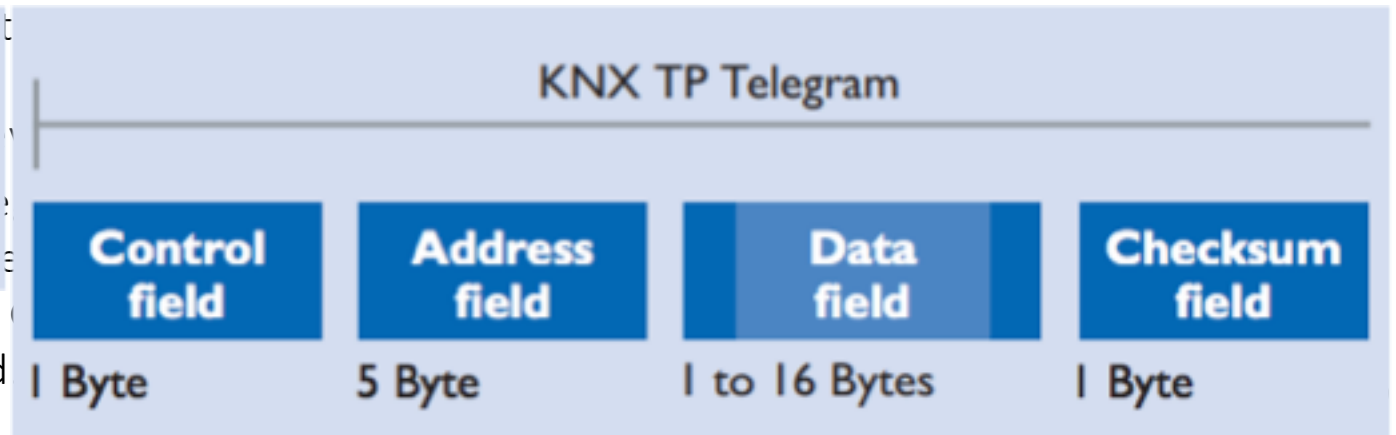 KNX TP Telegram
Control
field
Address
field
Data
field
Checksum
field
1 Byte
5 Byte
1 to 16 Bytes
1 Byte